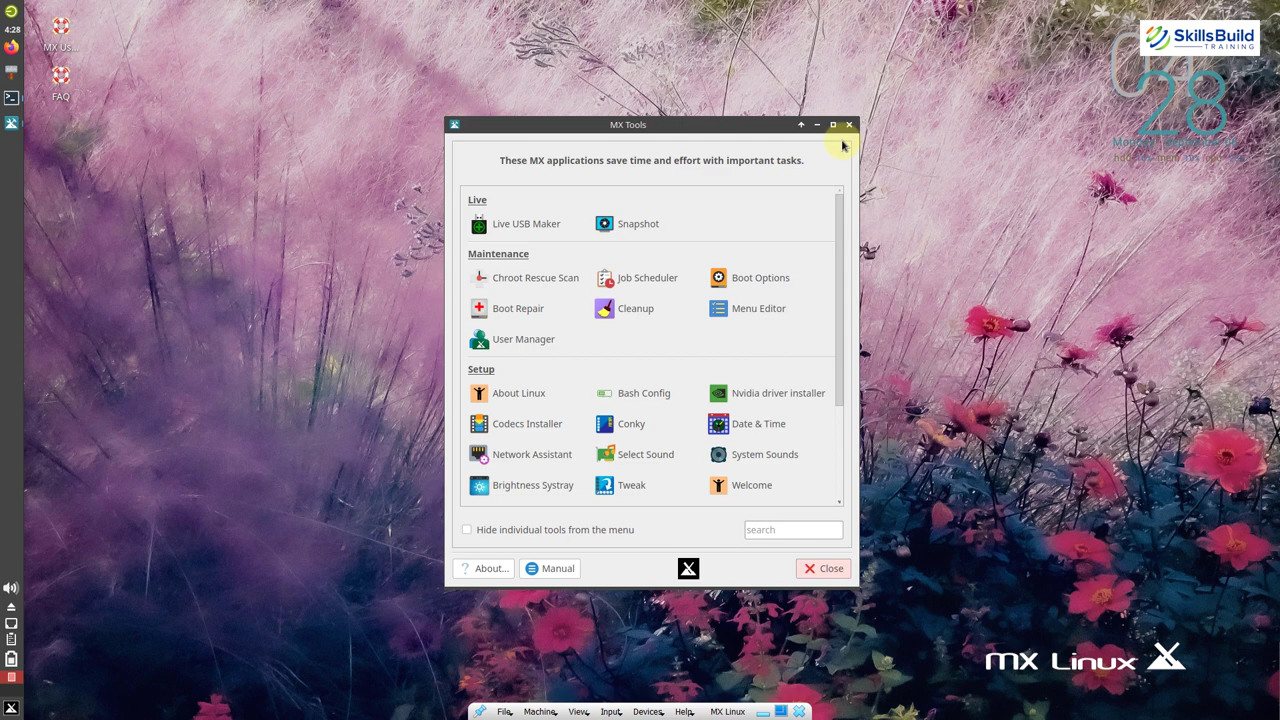 4:28
MX Us...
FAQ
SkillsBuild
TRAINING
28
MX Tools
These MX applications save time and effort with important tasks.
Live
Live USB Maker
Snapshot
Maintenance
Chroot Rescue Scan
Job Scheduler
Boot Options
Boot Repair
Cleanup
Menu Editor
User Manager
Setup
About Linux
Bash Config
Nvidia driver installer
Codecs Installer
Conky
Date & Time
Network Assistant
Select Sound
System Sounds
Brightness Systray
Tweak
Welcome
Hide individual tools from the menu
search
About...
Manual
Close
mx Linux
File
Machine
View
Input
Devices
Help
MX Linux